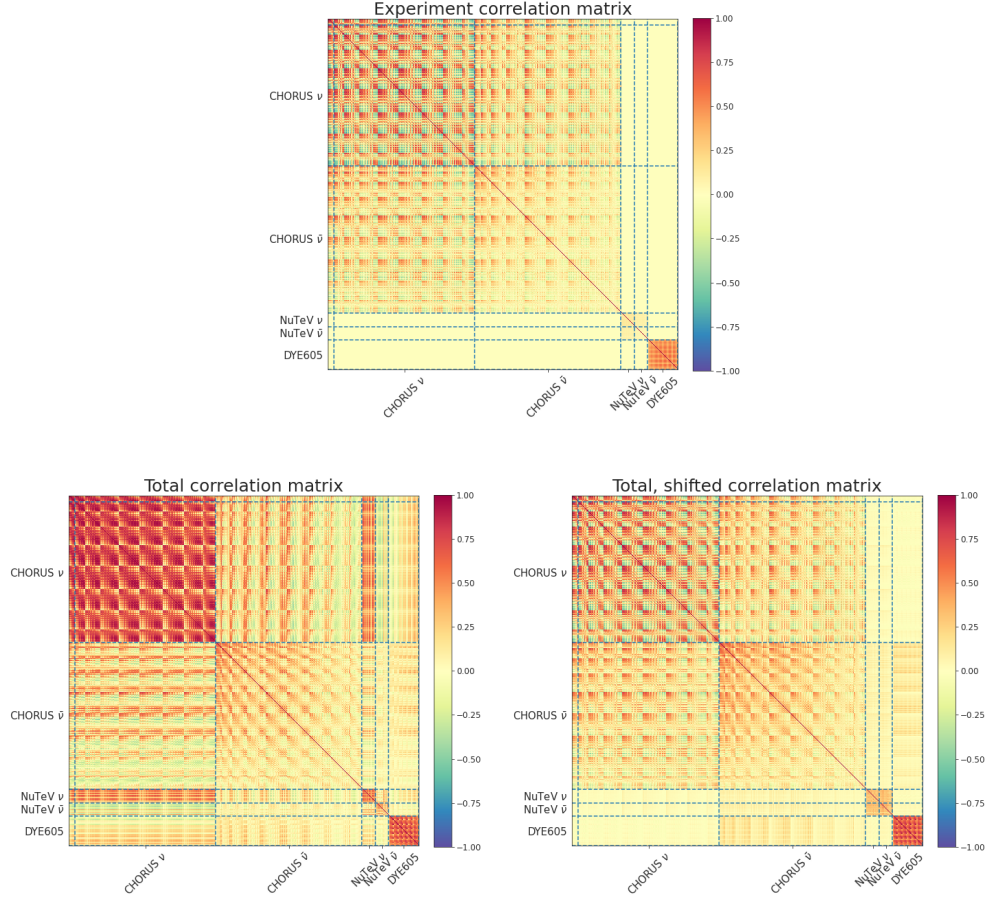 Experiment correlation matrix
CHORUS ν
CHORUS ν̄
NuTeV ν
NuTeV ν̄
DYE605
CHORUS ν
CHORUS ν̄
NuTeV ν
NuTeV ν̄
DYE605
1.00
0.75
0.50
0.25
0.00
−0.25
−0.50
−0.75
−1.00
Total correlation matrix
CHORUS ν
CHORUS ν̄
NuTeV ν
NuTeV ν̄
DYE605
CHORUS ν
CHORUS ν̄
NuTeV ν
NuTeV ν̄
DYE605
1.00
0.75
0.50
0.25
0.00
−0.25
−0.50
−0.75
−1.00
Total, shifted correlation matrix
CHORUS ν
CHORUS ν̄
NuTeV ν
NuTeV ν̄
DYE605
CHORUS ν
CHORUS ν̄
NuTeV ν
NuTeV ν̄
DYE605
1.00
0.75
0.50
0.25
0.00
−0.25
−0.50
−0.75
−1.00